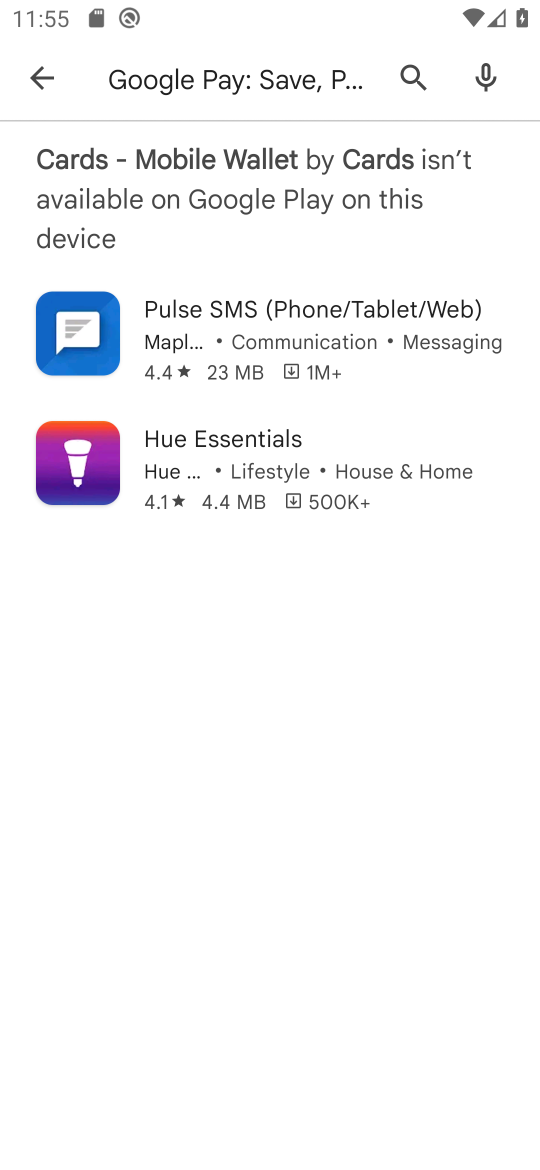 11:55
Google Pay: Save, P...
Cards - Mobile Wallet by Cards isn't
available on Google Play on this
device
Pulse SMS (Phone/Tablet/Web)
Mapl... • Communication • Messaging
4.4★ 23 MB 1M+
Hue Essentials
Hue ... • Lifestyle • House & Home
4.1★ 4.4 MB 500K+